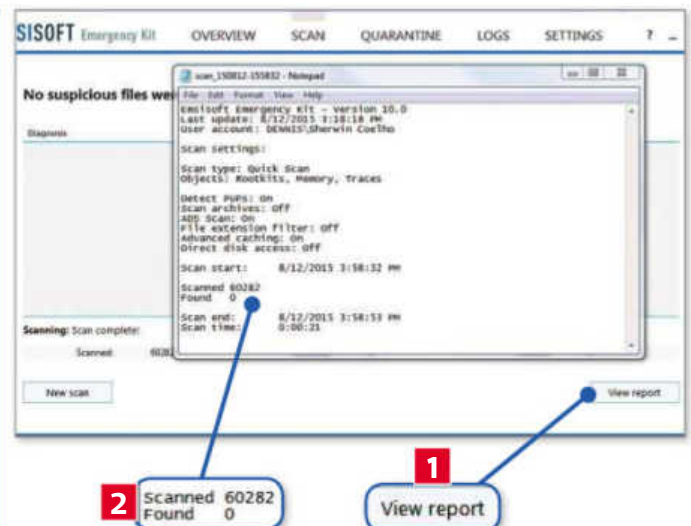 SISOFT Emergency Kit OVERVIEW SCAN QUARANTINE LOGS SETTINGS ?
scan_150812-155832 - Notepad
File Edit Format View Help
No suspicious files wer
Diagnosis
Emsisoft Emergency Kit - Version 10.0
Last update: 8/12/2015 3:18:18 PM
User account: DENNIS\Sherwin Coelho
Scan settings:
Scan type: Quick Scan
Objects: Rootkits, Memory, Traces
Detect PUPs: On
Scan archives: Off
ADS Scan: On
File extension filter: Off
Advanced caching: On
Direct disk access: Off
Scan start: 8/12/2015 3:58:32 PM
Scanned 60282
Found 0
Scan end: 8/12/2015 3:58:53 PM
Scan time: 0:00:21
Scanning: Scan complete:
Scanned 6028
New scan
View report
1
View report
2
Scanned 60282
Found 0